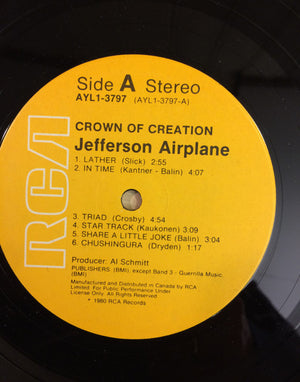 Side A Stereo
AYL1-3797 (AYL1-3797-A)
CROWN OF CREATION
Jefferson Airplane
1. LATHER (Slick) 2:55
2. IN TIME (Kantner - Balin) 4:07
3. TRIAD (Crosby) 4:54
4. STAR TRACK (Kaukonen) 3:09
5. SHARE A LITTLE JOKE (Balin) 3:04
6. CHUSHINGURA (Dryden) 1:17
Producer: Al Schmitt
PUBLISHERS (BMI), except Band 3 - Guerilla Music
(BMI)
Manufactured and Distributed in Canada by RCA
Limited. For Public Performance Under
License Only. All Rights Reserved.
* 1980 RCA Records
RCA